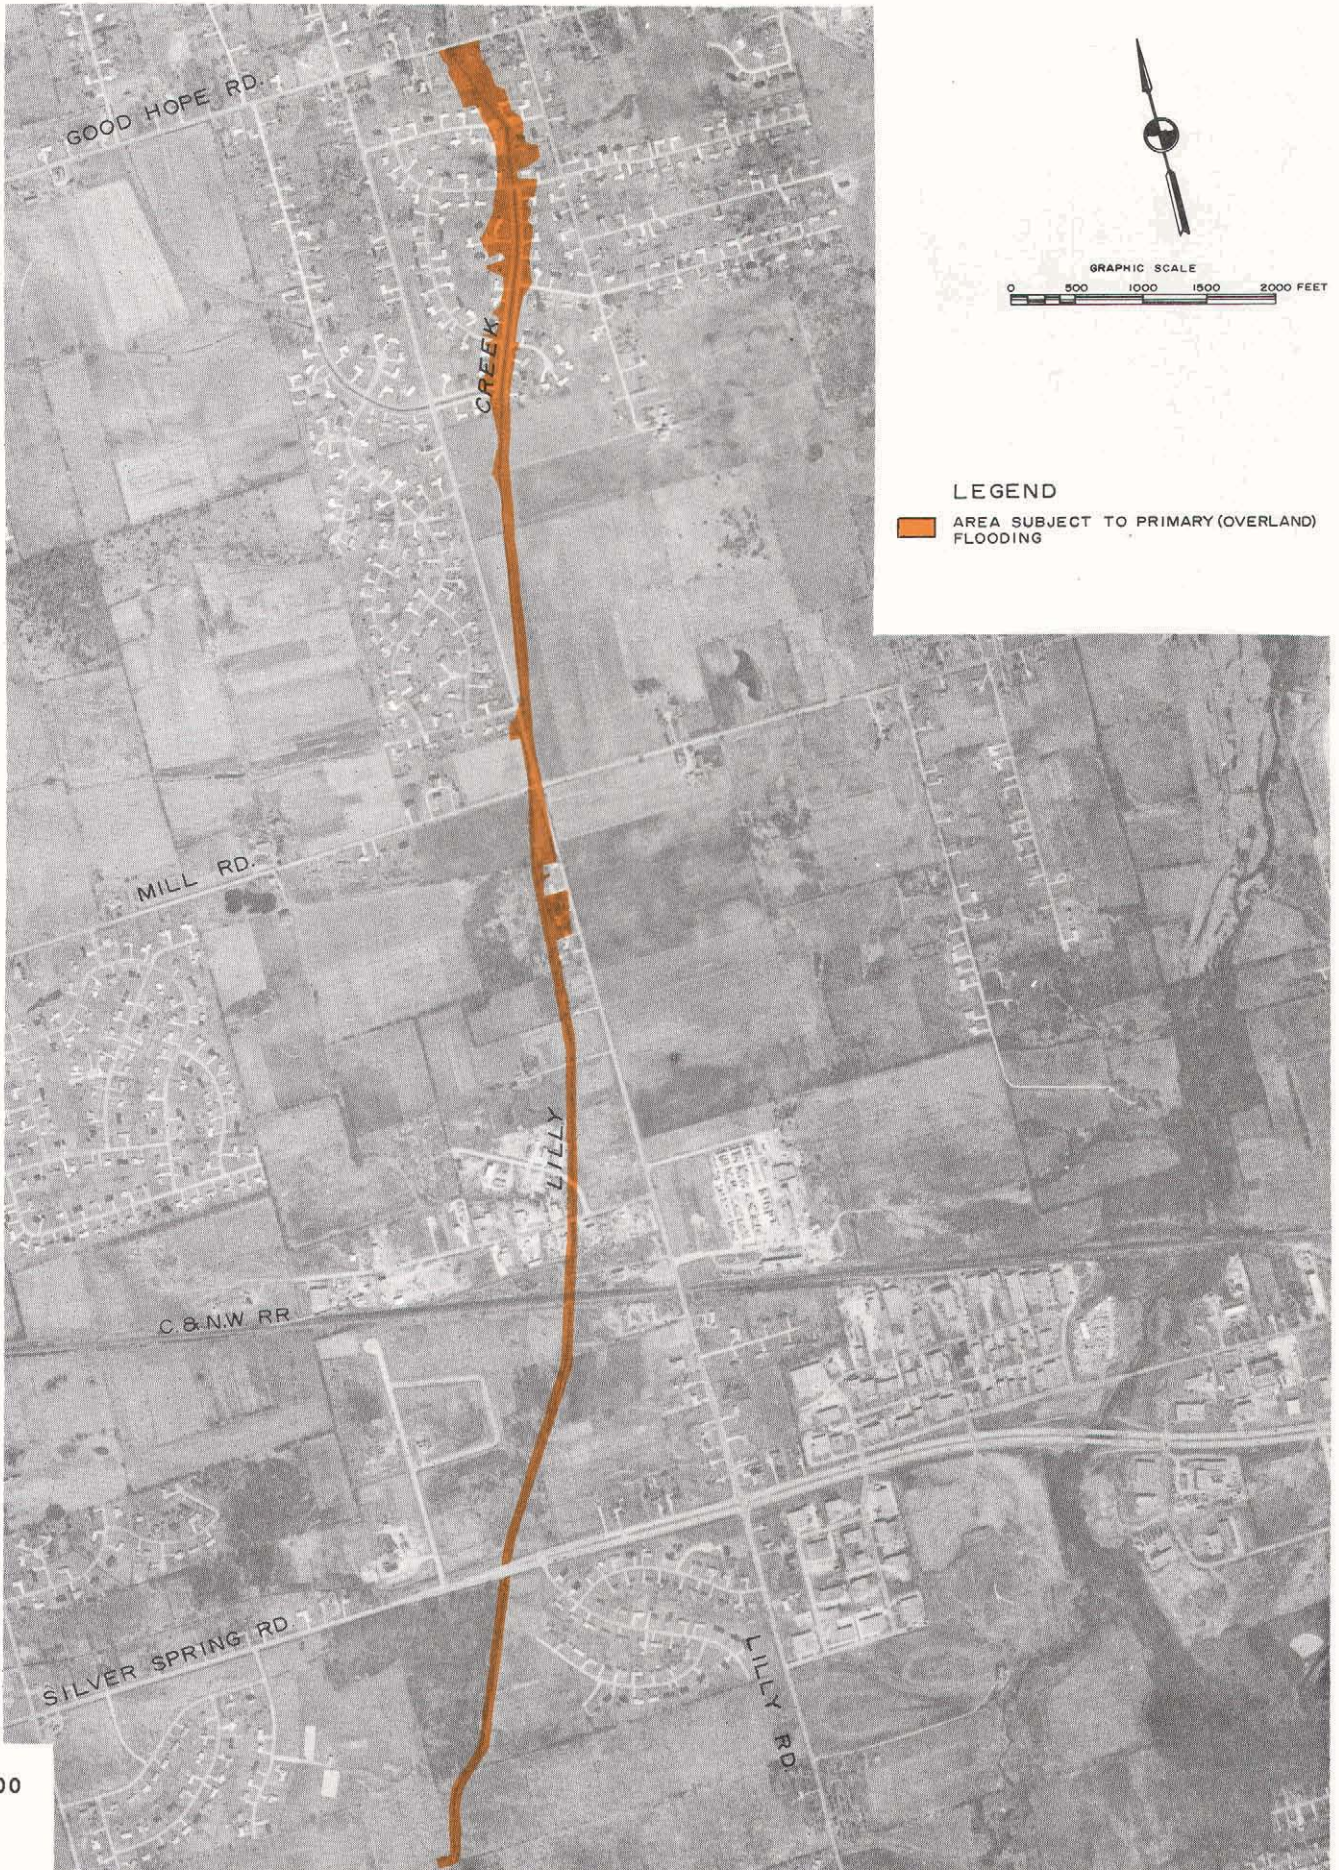 GOOD HOPE RD.
GRAPHIC SCALE
0 500 1000 1500 2000 FEET
CREEK
LEGEND
AREA SUBJECT TO PRIMARY (OVERLAND)
FLOODING
MILL RD.
LILLY
C. & N.W RR
SILVER SPRING RD.
LILLY RD
00